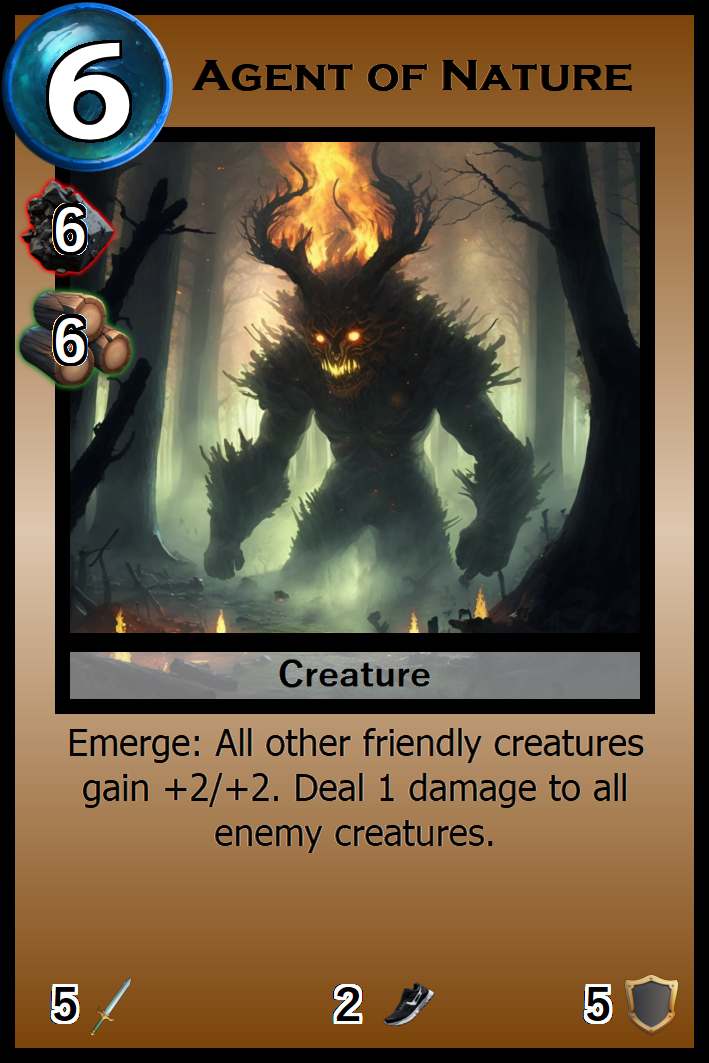 6
Agent of Nature
6
6
Creature
Emerge: All other friendly creatures
gain +2/+2. Deal 1 damage to all
enemy creatures.
5 2 5